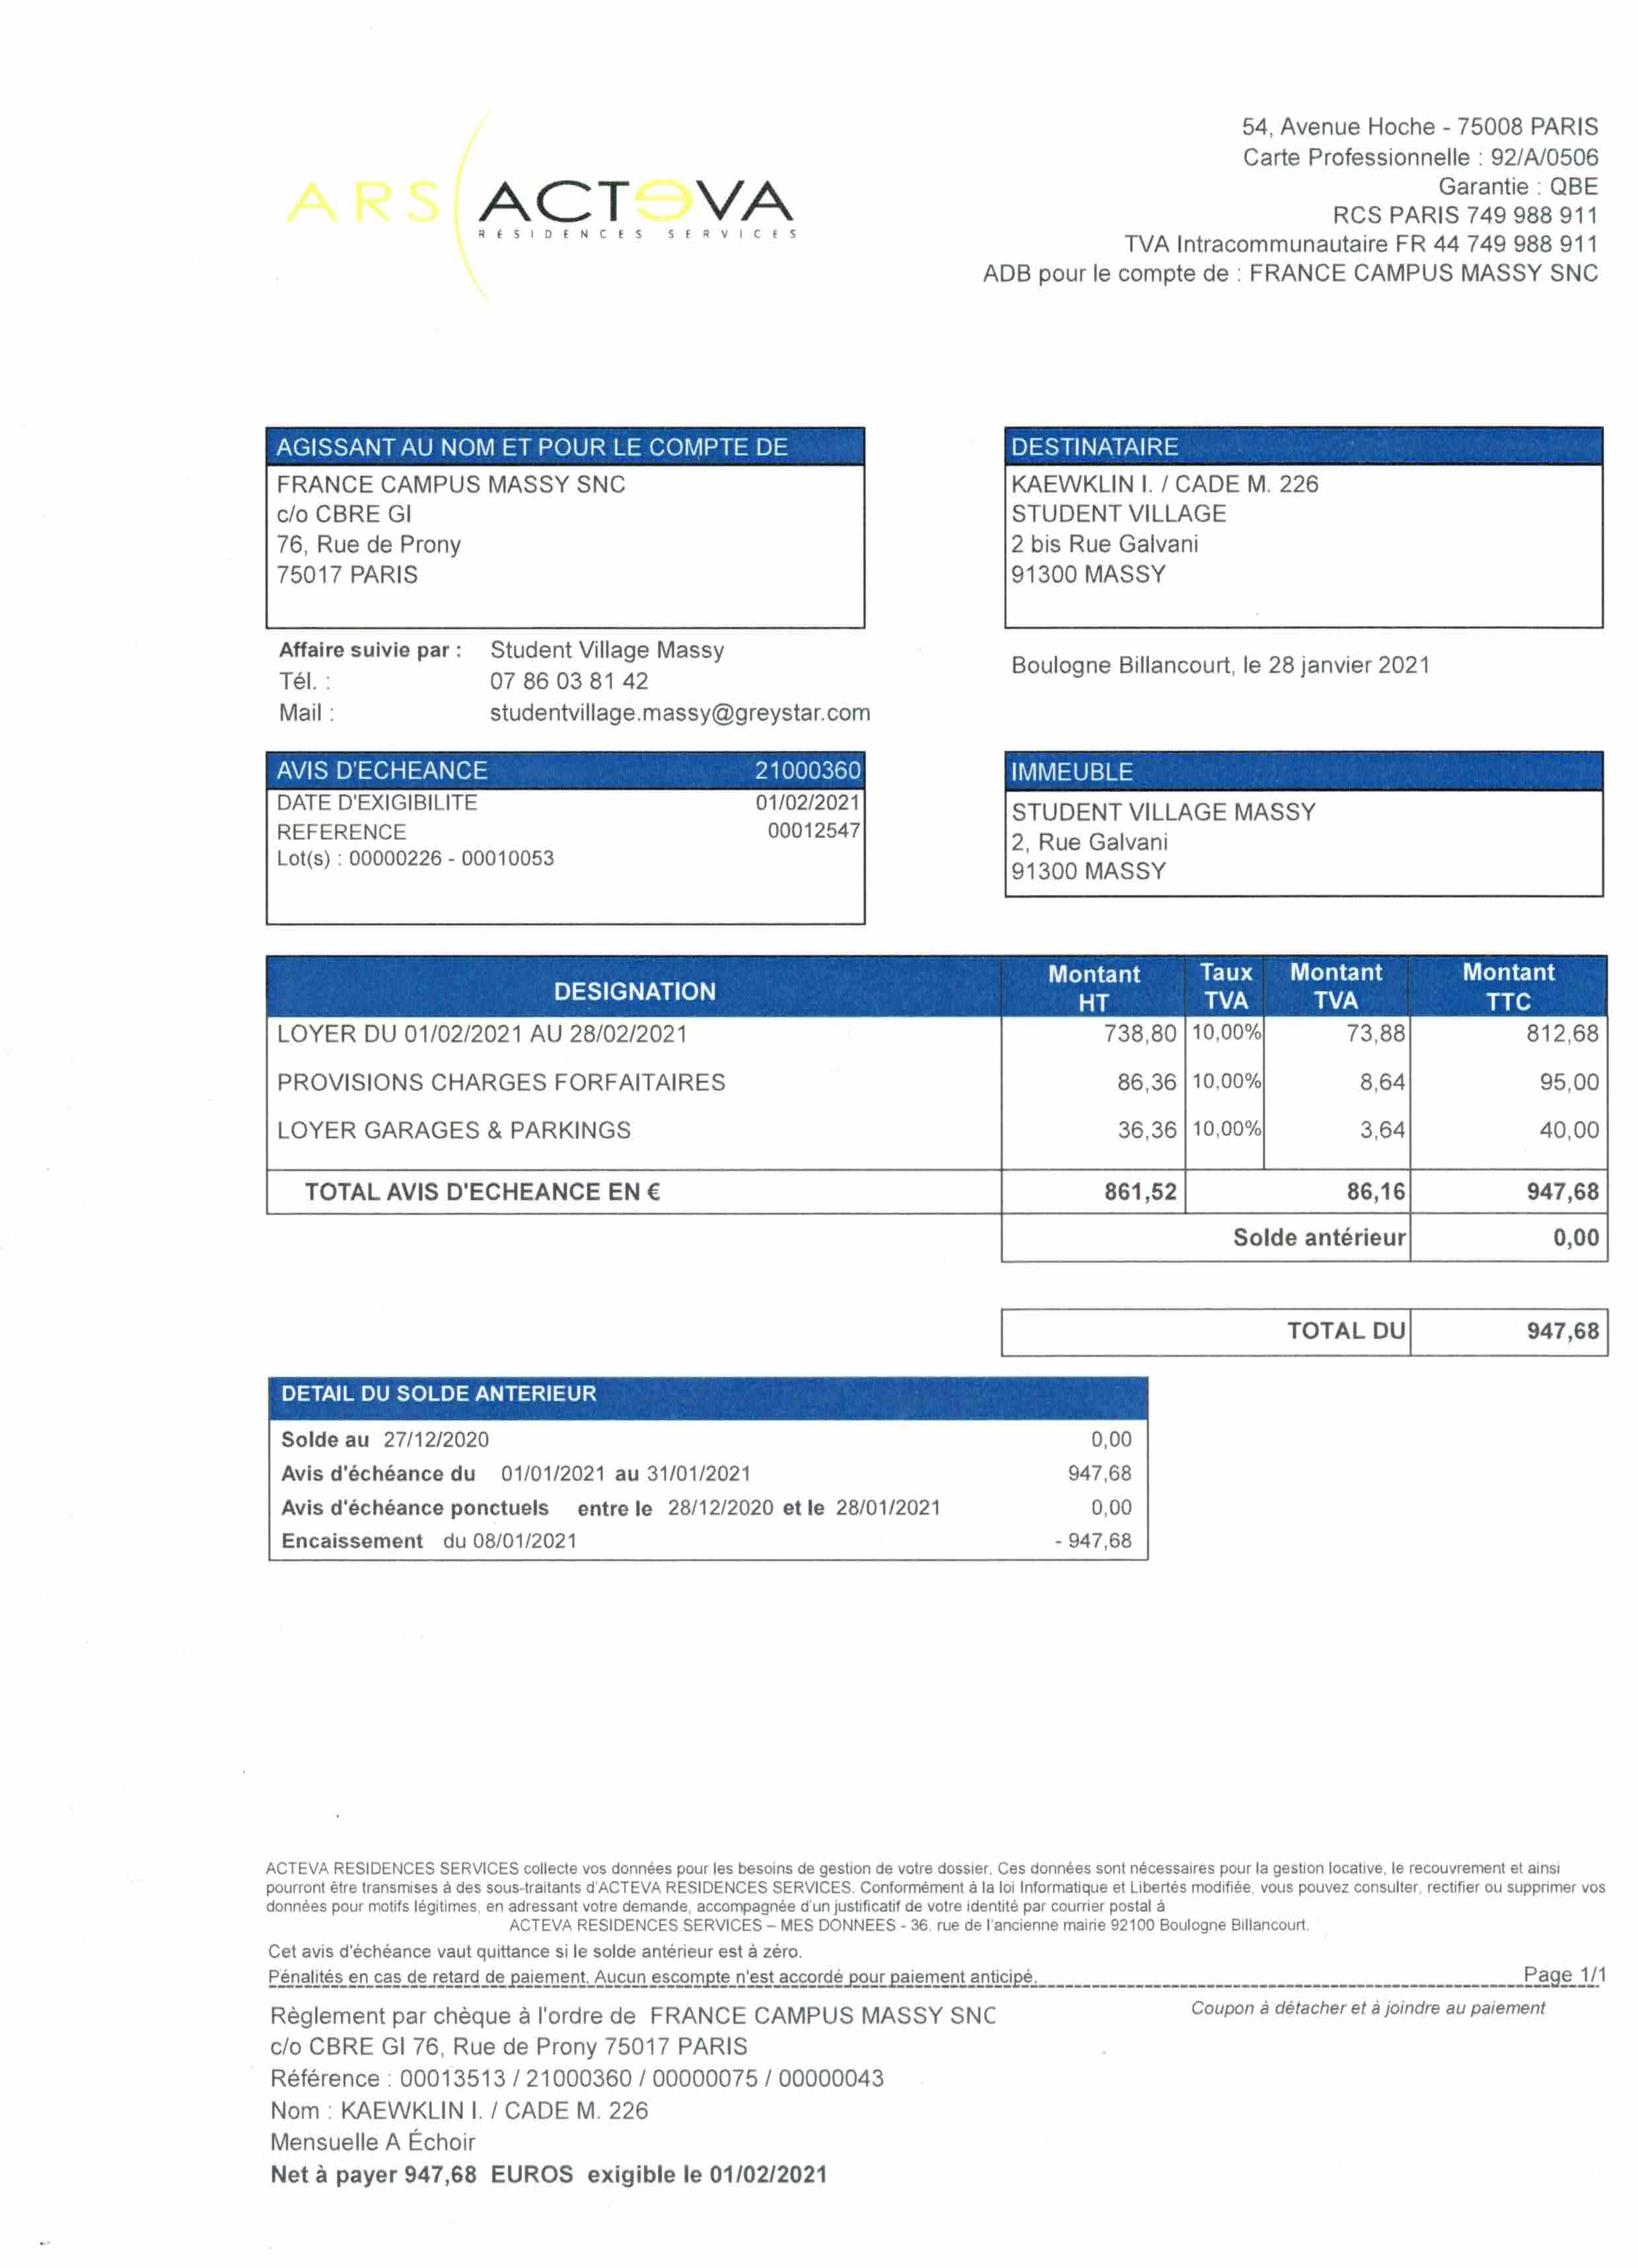 54, Avenue Hoche - 75008 PARIS
Carte Professionnelle : 92/A/0506
Garantie : QBE
RCS PARIS 749 988 911
TVA Intracommunautaire FR 44 749 988 911
ADB pour le compte de : FRANCE CAMPUS MASSY SNC
ARS ACTEVA
RÉSIDENCES SERVICES
AGISSANT AU NOM ET POUR LE COMPTE DE
FRANCE CAMPUS MASSY SNC
c/o CBRE GI
76, Rue de Prony
75017 PARIS
DESTINATAIRE
KAEWKLIN I. / CADE M. 226
STUDENT VILLAGE
2 bis Rue Galvani
91300 MASSY
Affaire suivie par : Student Village Massy
Tél. : 07 86 03 81 42
Mail : studentvillage.massy@greystar.com
Boulogne Billancourt, le 28 janvier 2021
AVIS D'ECHEANCE 21000360
DATE D'EXIGIBILITE 01/02/2021
REFERENCE 00012547
Lot(s) : 00000226 - 00010053
IMMEUBLE
STUDENT VILLAGE MASSY
2, Rue Galvani
91300 MASSY
DESIGNATION Montant HT Taux TVA Montant TVA Montant TTC
LOYER DU 01/02/2021 AU 28/02/2021 738,80 10,00% 73,88 812,68
PROVISIONS CHARGES FORFAITAIRES 86,36 10,00% 8,64 95,00
LOYER GARAGES & PARKINGS 36,36 10,00% 3,64 40,00
TOTAL AVIS D'ECHEANCE EN € 861,52 86,16 947,68
Solde antérieur 0,00
TOTAL DU 947,68
DETAIL DU SOLDE ANTERIEUR
Solde au 27/12/2020 0,00
Avis d'échéance du 01/01/2021 au 31/01/2021 947,68
Avis d'échéance ponctuels entre le 28/12/2020 et le 28/01/2021 0,00
Encaissement du 08/01/2021 - 947,68
ACTEVA RESIDENCES SERVICES collecte vos données pour les besoins de gestion de votre dossier. Ces données sont nécessaires pour la gestion locative, le recouvrement et ainsi
pourront être transmises à des sous-traitants d'ACTEVA RESIDENCES SERVICES. Conformément à la loi Informatique et Libertés modifiée, vous pouvez consulter, rectifier ou supprimer vos
données pour motifs légitimes, en adressant votre demande, accompagnée d'un justificatif de votre identité par courrier postal à
ACTEVA RESIDENCES SERVICES – MES DONNEES - 36, rue de l'ancienne mairie 92100 Boulogne Billancourt.
Cet avis d'échéance vaut quittance si le solde antérieur est à zéro.
Pénalités en cas de retard de paiement. Aucun escompte n'est accordé pour paiement anticipé. Page 1/1
Coupon à détacher et à joindre au paiement
Règlement par chèque à l'ordre de FRANCE CAMPUS MASSY SNC
c/o CBRE GI 76, Rue de Prony 75017 PARIS
Référence : 00013513 / 21000360 / 00000075 / 00000043
Nom : KAEWKLIN I. / CADE M. 226
Mensuelle A Échoir
Net à payer 947,68 EUROS exigible le 01/02/2021